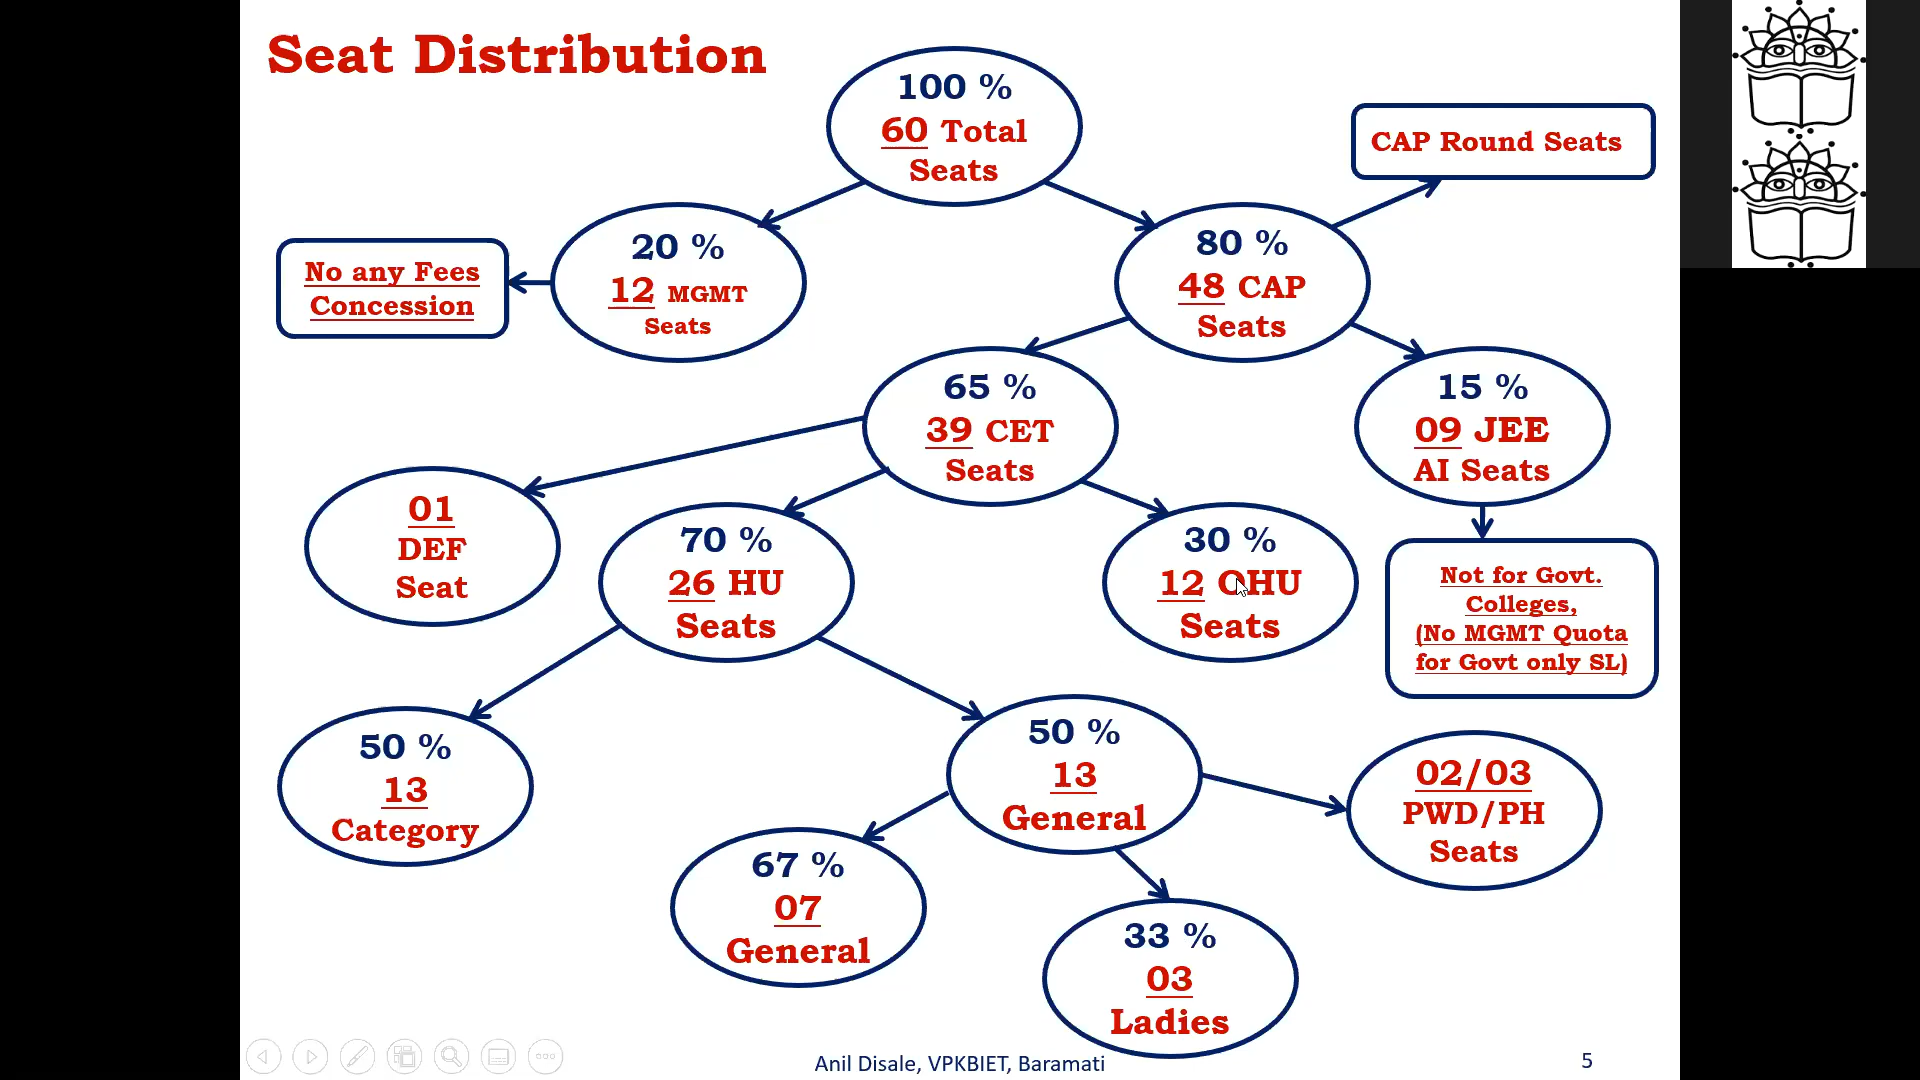 Seat Distribution
100 %
60 Total
Seats
CAP Round Seats
No any Fees
Concession
20 %
12 MGMT
Seats
80 %
48 CAP
Seats
65 %
39 CET
Seats
15 %
09 JEE
AI Seats
01
DEF
Seat
70 %
26 HU
Seats
30 %
12 OHU
Seats
Not for Govt.
Colleges,
(No MGMT Quota
for Govt only SL)
50 %
13
Category
50 %
13
General
02/03
PWD/PH
Seats
67 %
07
General
33 %
03
Ladies
Anil Disale, VPKBIET, Baramati
5